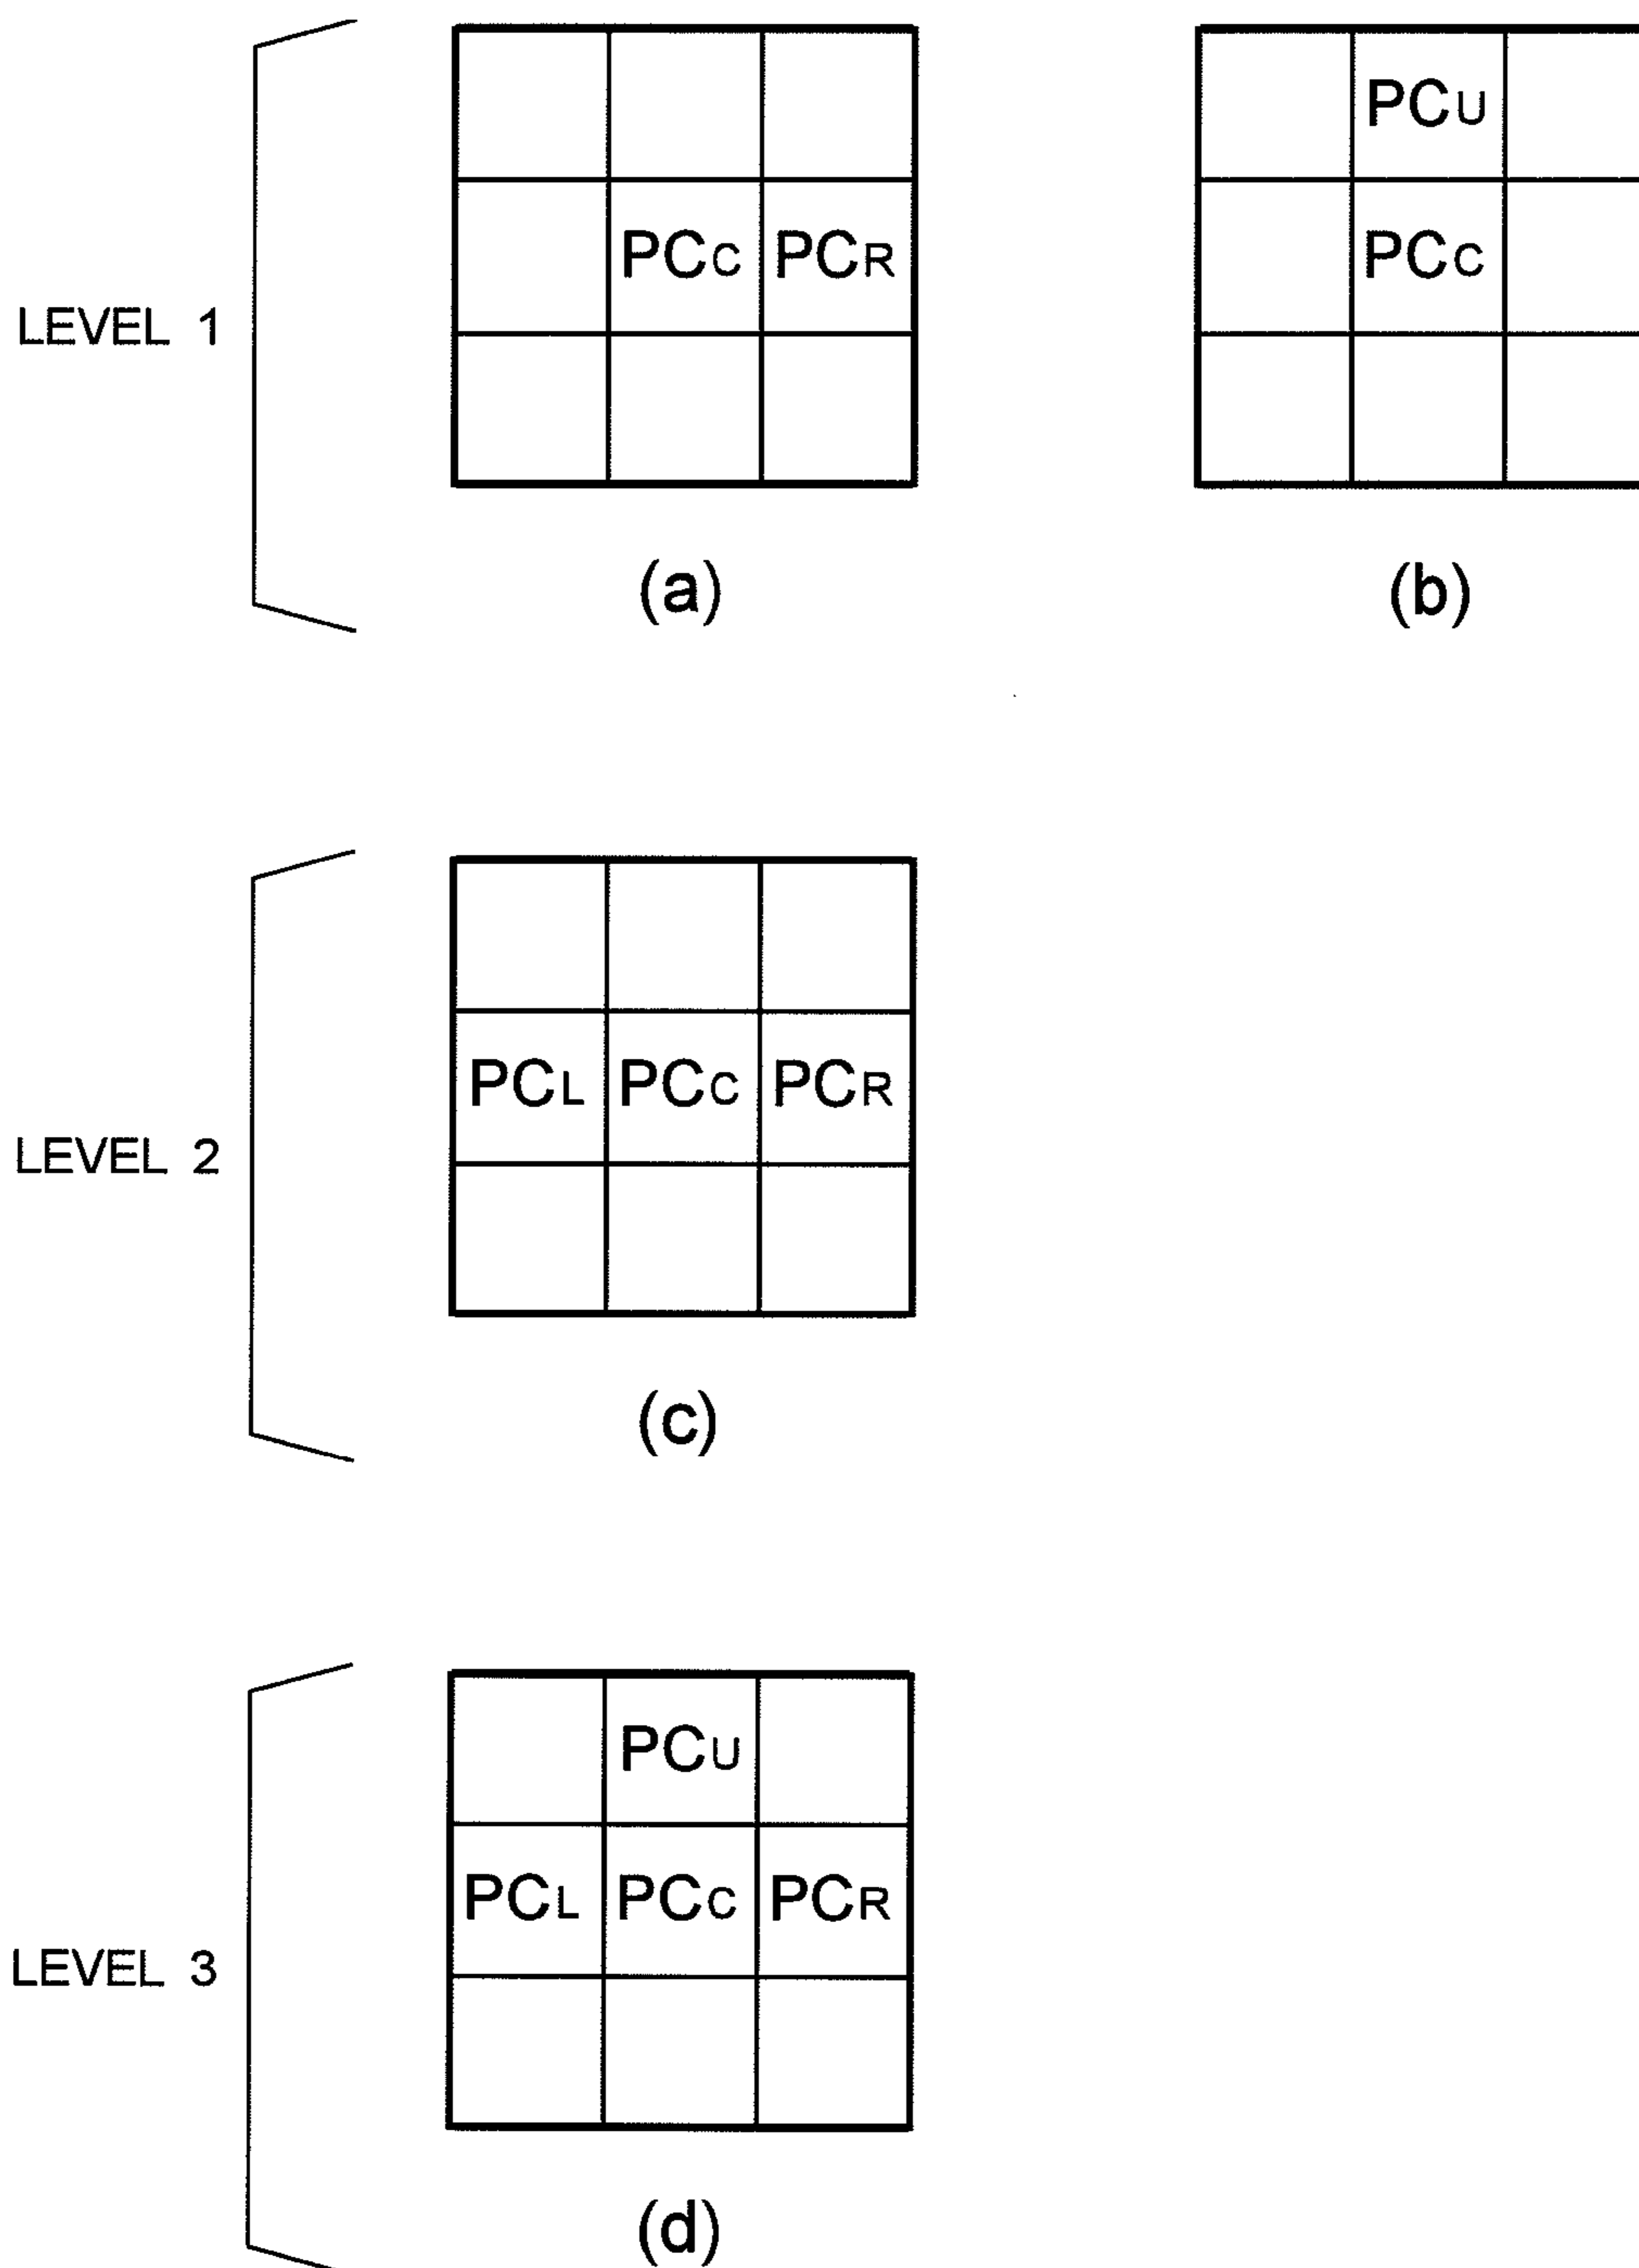 PCU
PCC PCR PCC
LEVEL 1
(a) (b)
PCL PCC PCR
LEVEL 2
(c)
PCU
PCL PCC PCR
LEVEL 3
(d)